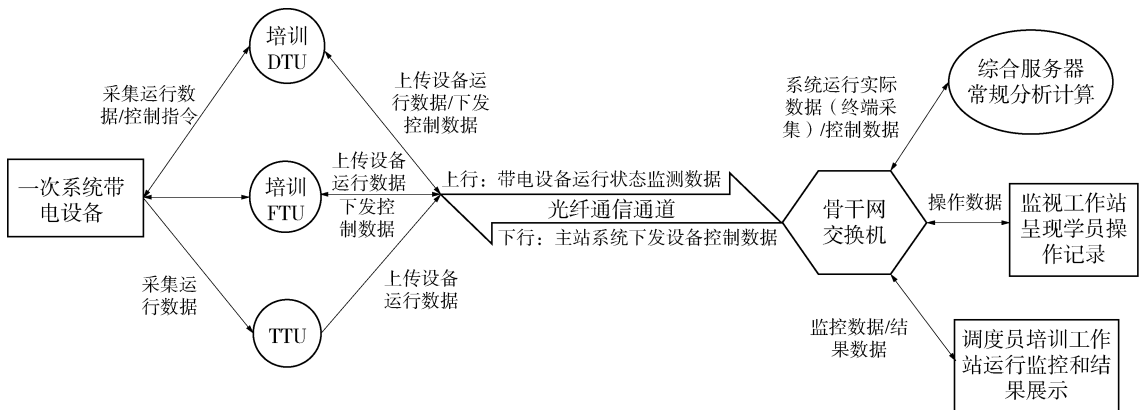 培训
DTU
采集运行数
据/控制指令
上传设备运
行数据/下发
控制数据
一次系统带
电设备
培训
FTU
上传设备
运行数据
下发控
制数据
采集运
行数据
TTU
上传设备
运行数据
上行：带电设备运行状态监测数据
光纤通信通道
下行：主站系统下发设备控制数据
骨干网
交换机
系统运行实际
数据（终端采
集）/控制数据
综合服务器
常规分析计算
操作数据
监视工作站
呈现学员操
作记录
监控数据/结
果数据
调度员培训工作
站运行监控和结
果展示